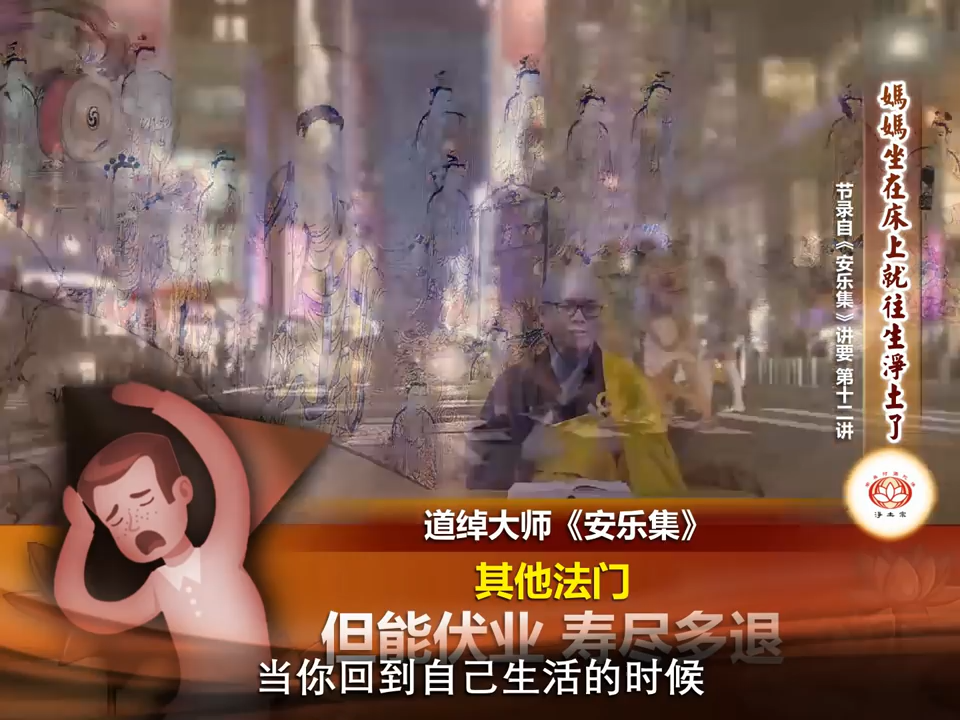 媽媽坐在床上就往生淨土了
节录自《安乐集》讲要 第十二讲
淨土宗
道绰大师《安乐集》
其他法门
但能伏业 寿尽多退
当你回到自己生活的时候